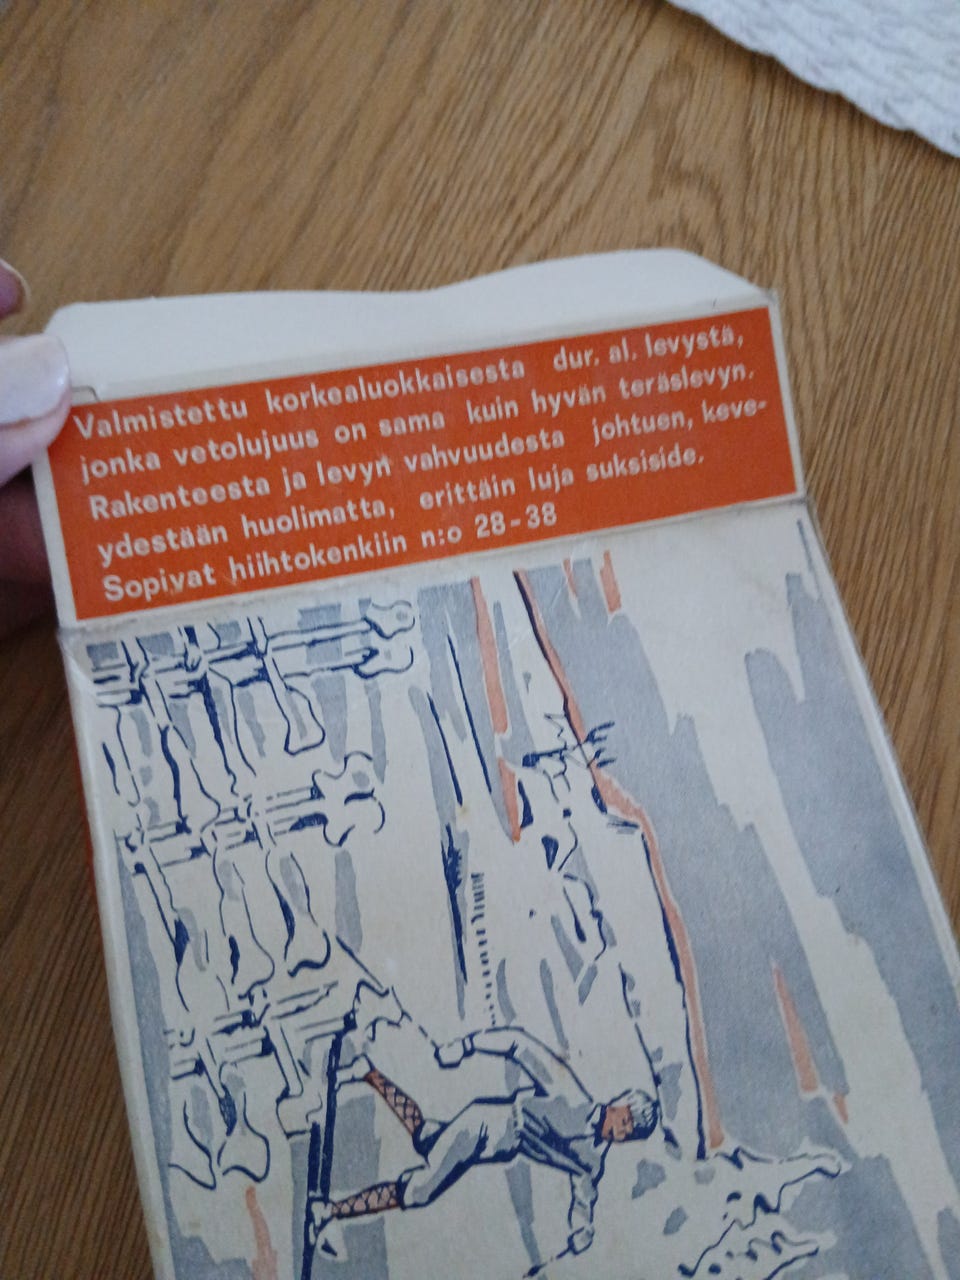 Valmistettu korkealuokkaisesta dur. al. levystä,
jonka vetolujuus on sama kuin hyvän teräslevyn.
Rakenteesta ja levyn vahvuudesta johtuen, keve-
ydestään huolimatta, erittäin luja suksiside.
Sopivat hiihtokenkiin n:o 28-38